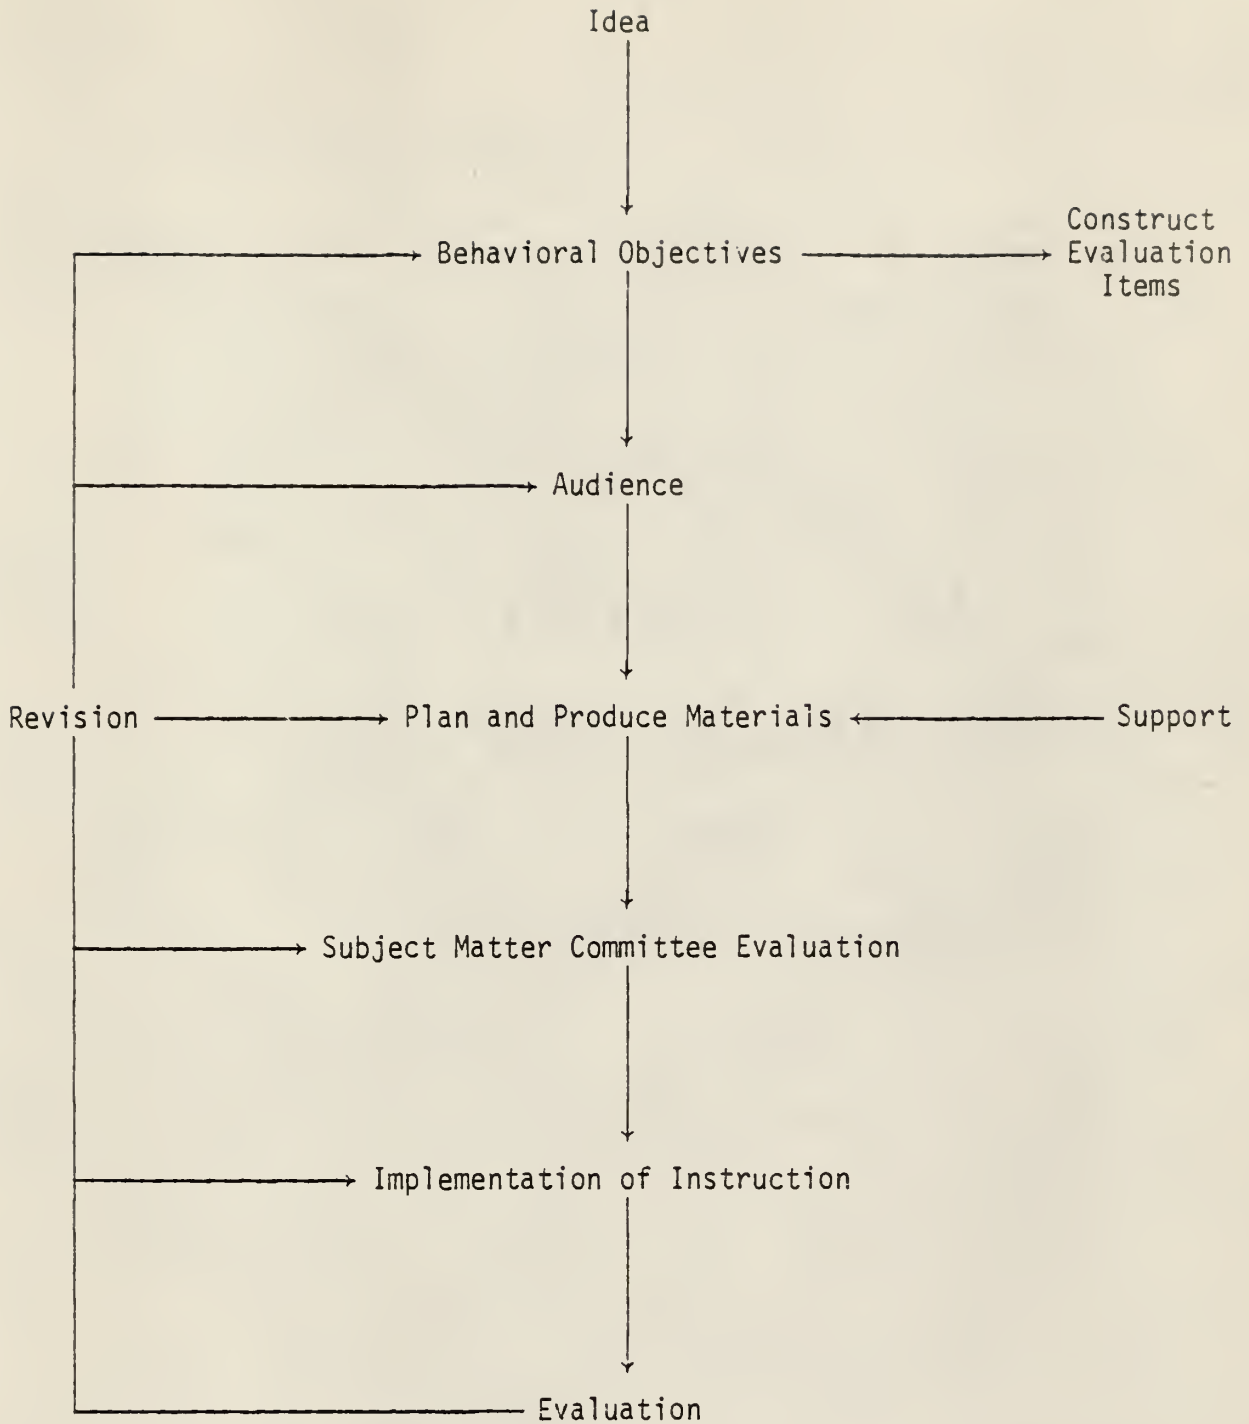 Idea
Behavioral Objectives
Construct
Evaluation
Items
Audience
Revision
Plan and Produce Materials
Support
Subject Matter Committee Evaluation
Implementation of Instruction
Evaluation